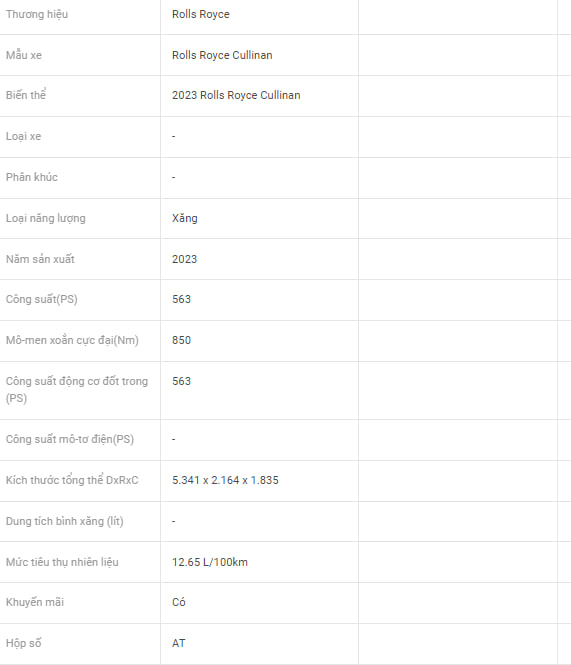 Thương hiệu Rolls Royce
Mẫu xe Rolls Royce Cullinan
Biến thể 2023 Rolls Royce Cullinan
Loại xe -
Phân khúc -
Loại năng lượng Xăng
Năm sản xuất 2023
Công suất(PS) 563
Mô-men xoắn cực đại(Nm) 850
Công suất động cơ đốt trong 563
(PS)
Công suất mô-tơ điện(PS) -
Kích thước tổng thể DxRxC 5.341 x 2.164 x 1.835
Dung tích bình xăng (lít) -
Mức tiêu thụ nhiên liệu 12.65 L/100km
Khuyến mãi Có
Hộp số AT